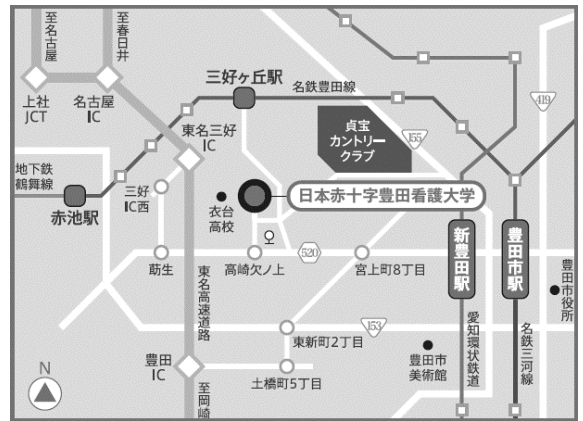 至名古屋
至春日井
上社
JCT
名古屋
IC
三好ヶ丘駅
名鉄豊田線
419
東名三好
IC
貞宝
カントリー
クラブ
155
地下鉄
鶴舞線
赤池駅
三好
IC西
衣台
高校
日本赤十字豊田看護大学
莇生
高崎欠ノ上
520
宮上町8丁目
新豊田駅
豊田市駅
豊田市役所
東名高速道路
東新町2丁目
153
愛知環状鉄道
名鉄三河線
豊田
IC
土橋町5丁目
豊田市
美術館
至岡崎
N